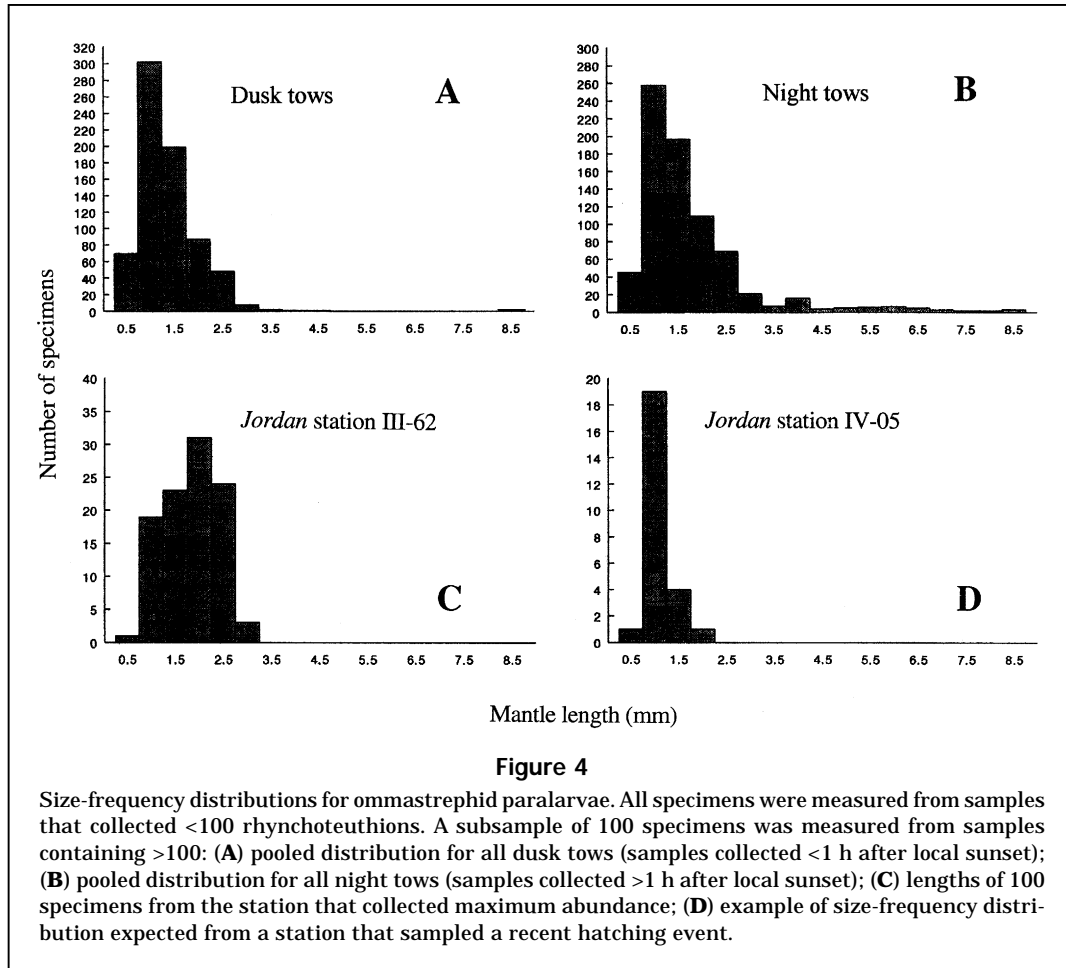 320
300
280
260
240
220
200
180
160
140
120
100
80
60
40
20
0
Dusk tows
A
0.5 1.5 2.5 3.5 4.5 5.5 6.5 7.5 8.5
300
280
260
240
220
200
180
160
140
120
100
80
60
40
20
0
Night tows
B
0.5 1.5 2.5 3.5 4.5 5.5 6.5 7.5 8.5
Number of specimens
40
35
30
25
20
15
10
5
0
Jordan station III-62
C
0.5 1.5 2.5 3.5 4.5 5.5 6.5 7.5 8.5
20
18
16
14
12
10
8
6
4
2
0
Jordan station IV-05
D
0.5 1.5 2.5 3.5 4.5 5.5 6.5 7.5 8.5
Mantle length (mm)
Figure 4
Size-frequency distributions for ommastrephid paralarvae. All specimens were measured from samples
that collected <100 rhynchoteuthions. A subsample of 100 specimens was measured from samples
containing >100: (A) pooled distribution for all dusk tows (samples collected <1 h after local sunset);
(B) pooled distribution for all night tows (samples collected >1 h after local sunset); (C) lengths of 100
specimens from the station that collected maximum abundance; (D) example of size-frequency distri-
bution expected from a station that sampled a recent hatching event.